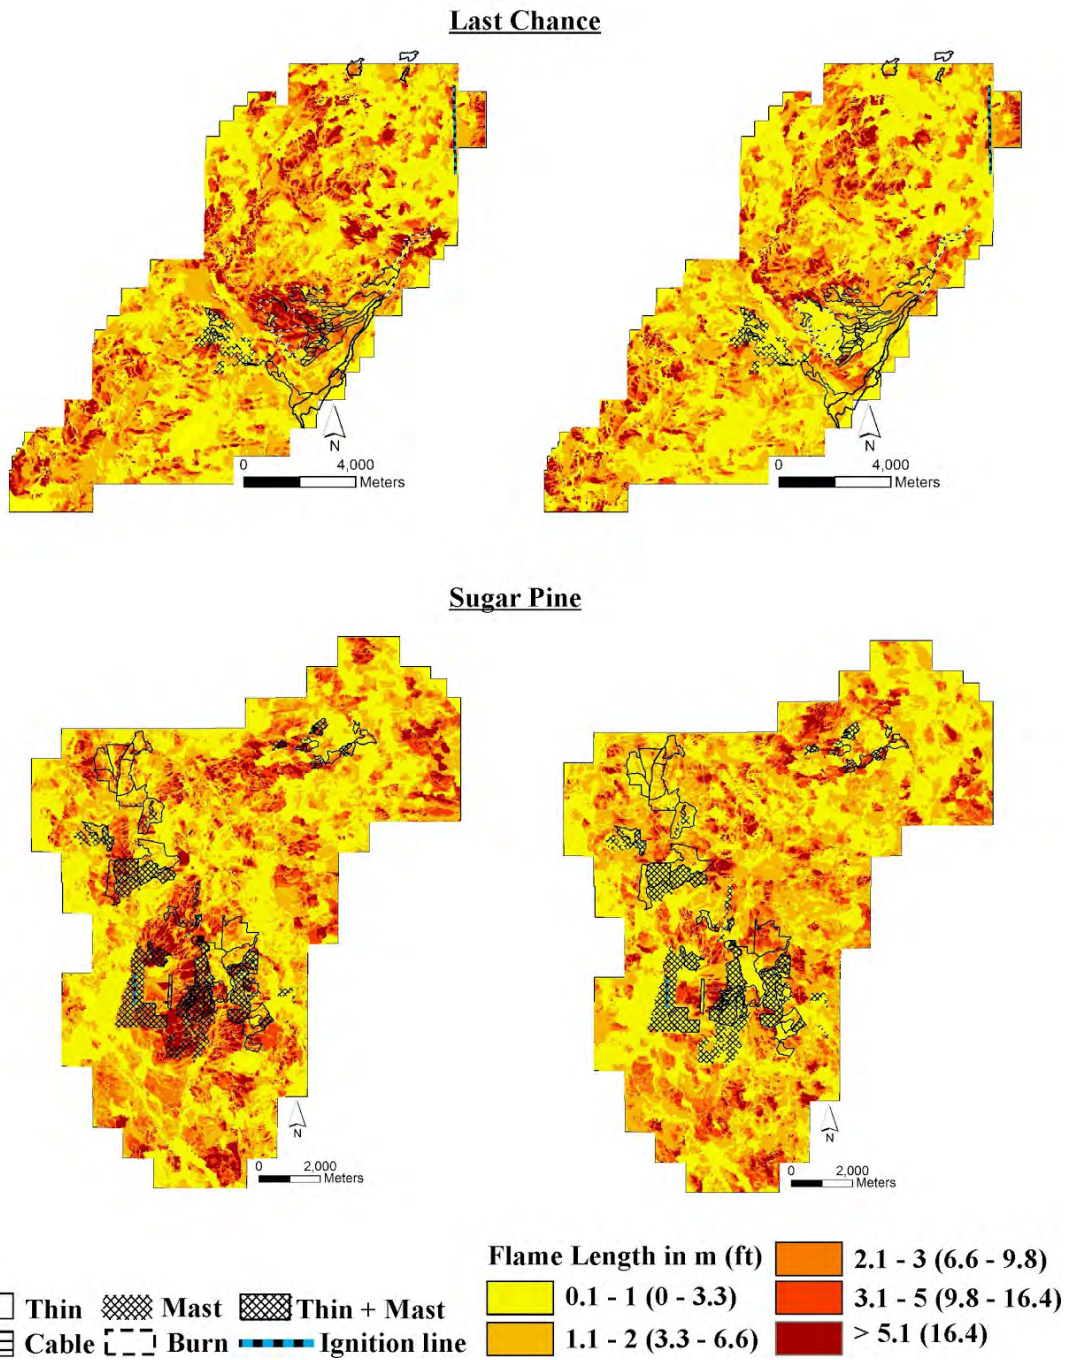 Last Chance
N
0 4,000
Meters
N
0 4,000
Meters
Sugar Pine
N
0 2,000
Meters
N
0 2,000
Meters
Flame Length in m (ft)
0.1 - 1 (0 - 3.3)
1.1 - 2 (3.3 - 6.6)
2.1 - 3 (6.6 - 9.8)
3.1 - 5 (9.8 - 16.4)
> 5.1 (16.4)
Thin Mast Thin + Mast
Cable Burn Ignition line